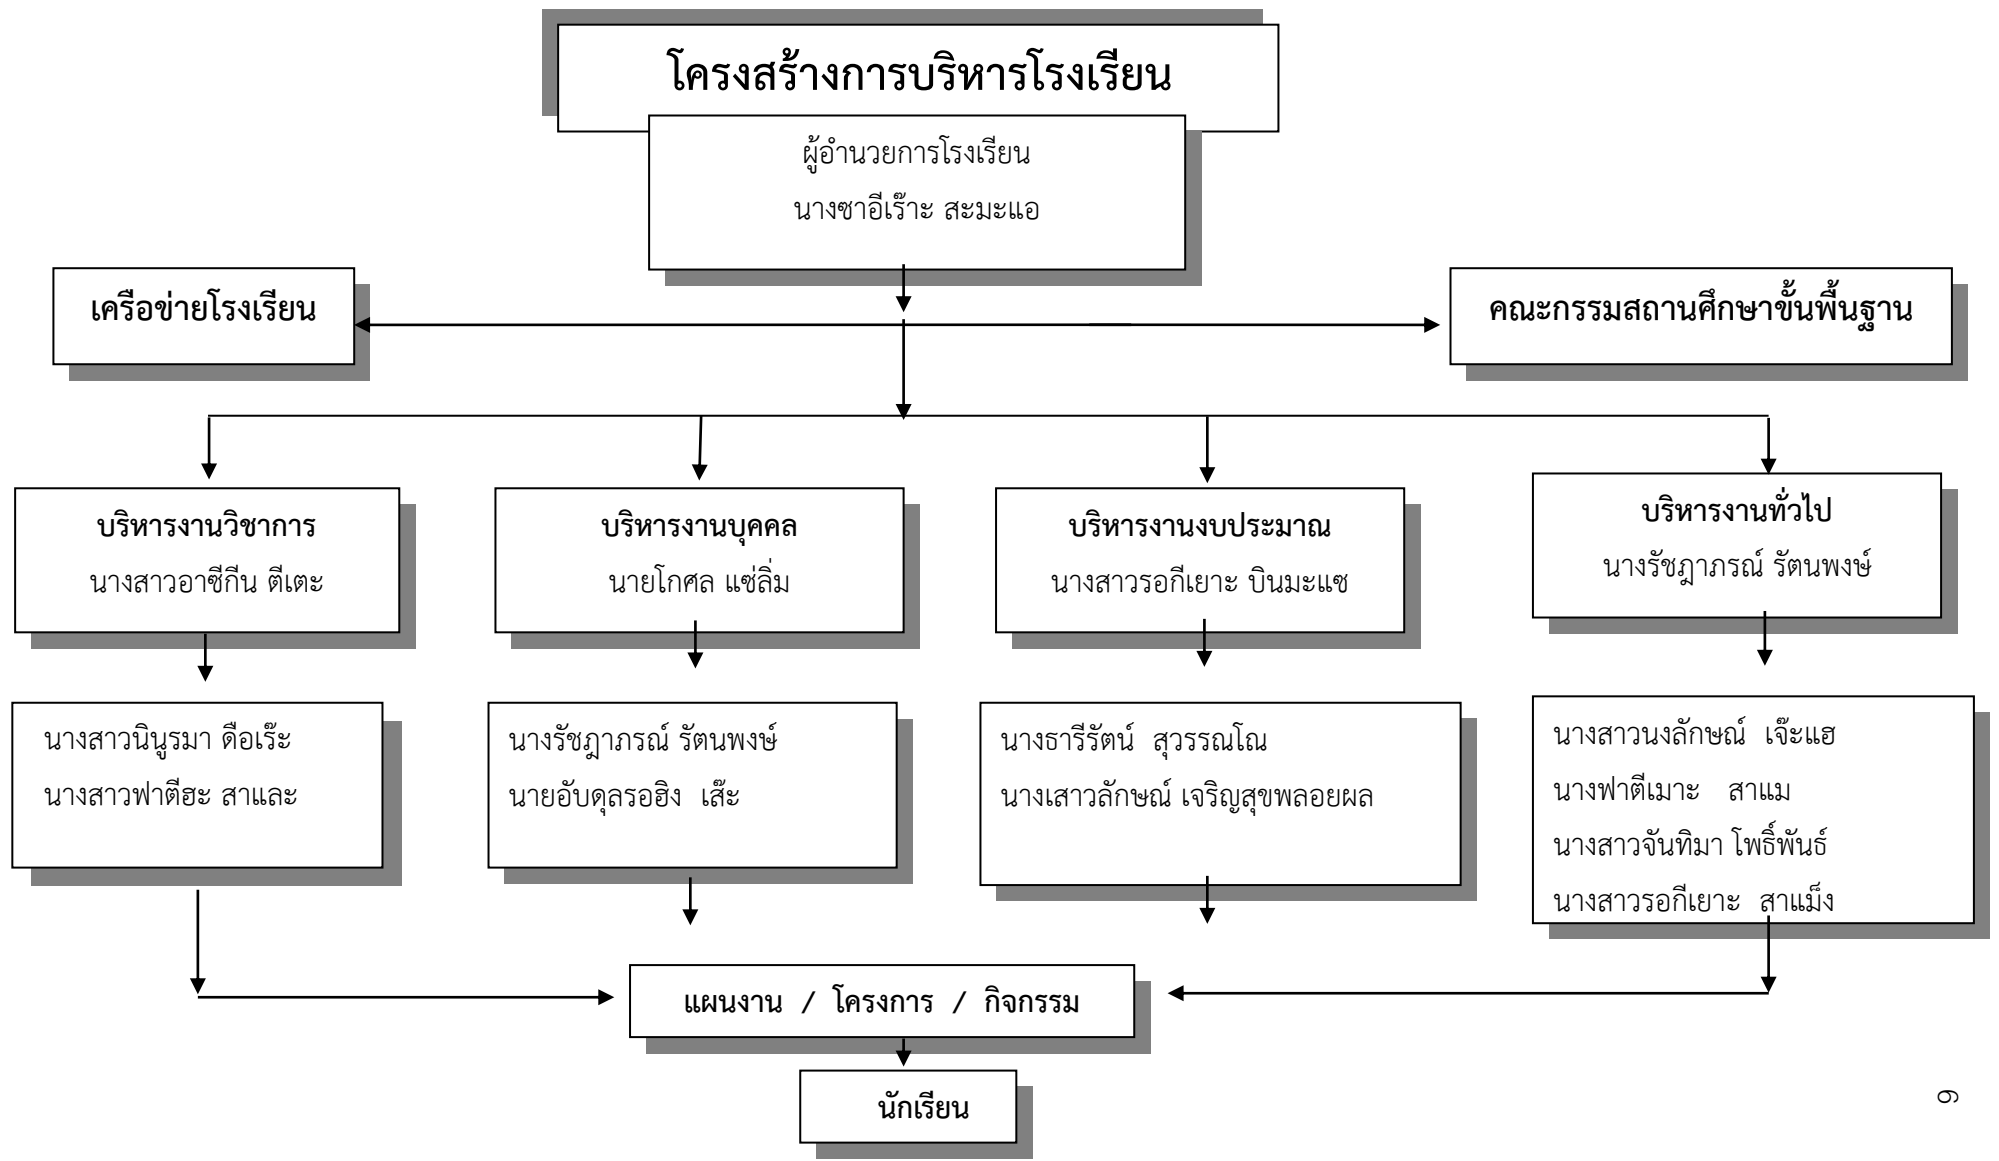 โครงสร้างการบริหารโรงเรียน
ผู้อำนวยการโรงเรียน
นางซาอีเร๊าะ สะมะแอ
เครือข่ายโรงเรียน
คณะกรรมสถานศึกษาขั้นพื้นฐาน
บริหารงานวิชาการ
นางสาวอาซีกีน ตีเตะ
บริหารงานบุคคล
นายโกศล แซ่ลิ่ม
บริหารงานงบประมาณ
นางสาวรอกีเยาะ บินมะแซ
บริหารงานทั่วไป
นางรัชฎาภรณ์ รัตนพงษ์
นางสาวนินูรมา ดือเร๊ะ
นางสาวฟาตีฮะ สาและ
นางรัชฎาภรณ์ รัตนพงษ์
นายอับดุลรอฮิง เส๊ะ
นางธารีรัตน์ สุวรรณโณ
นางเสาวลักษณ์ เจริญสุขพลอยผล
นางสาวนงลักษณ์ เจ๊ะแฮ
นางฟาตีเมาะ สาแม
นางสาวจันทิมา โพธิ์พันธ์
นางสาวรอกีเยาะ สาแม็ง
แผนงาน / โครงการ / กิจกรรม
นักเรียน